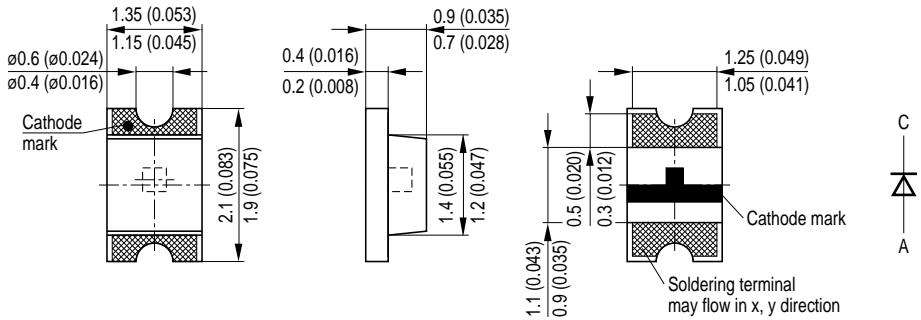 1.35 (0.053)
1.15 (0.045)
ø0.6 (ø0.024)
ø0.4 (ø0.016)
Cathode
mark
2.1 (0.083)
1.9 (0.075)
0.9 (0.035)
0.7 (0.028)
0.4 (0.016)
0.2 (0.008)
1.4 (0.055)
1.2 (0.047)
1.25 (0.049)
1.05 (0.041)
0.5 (0.020)
0.3 (0.012)
1.1 (0.043)
0.9 (0.035)
Cathode mark
Soldering terminal
may flow in x, y direction
C
A